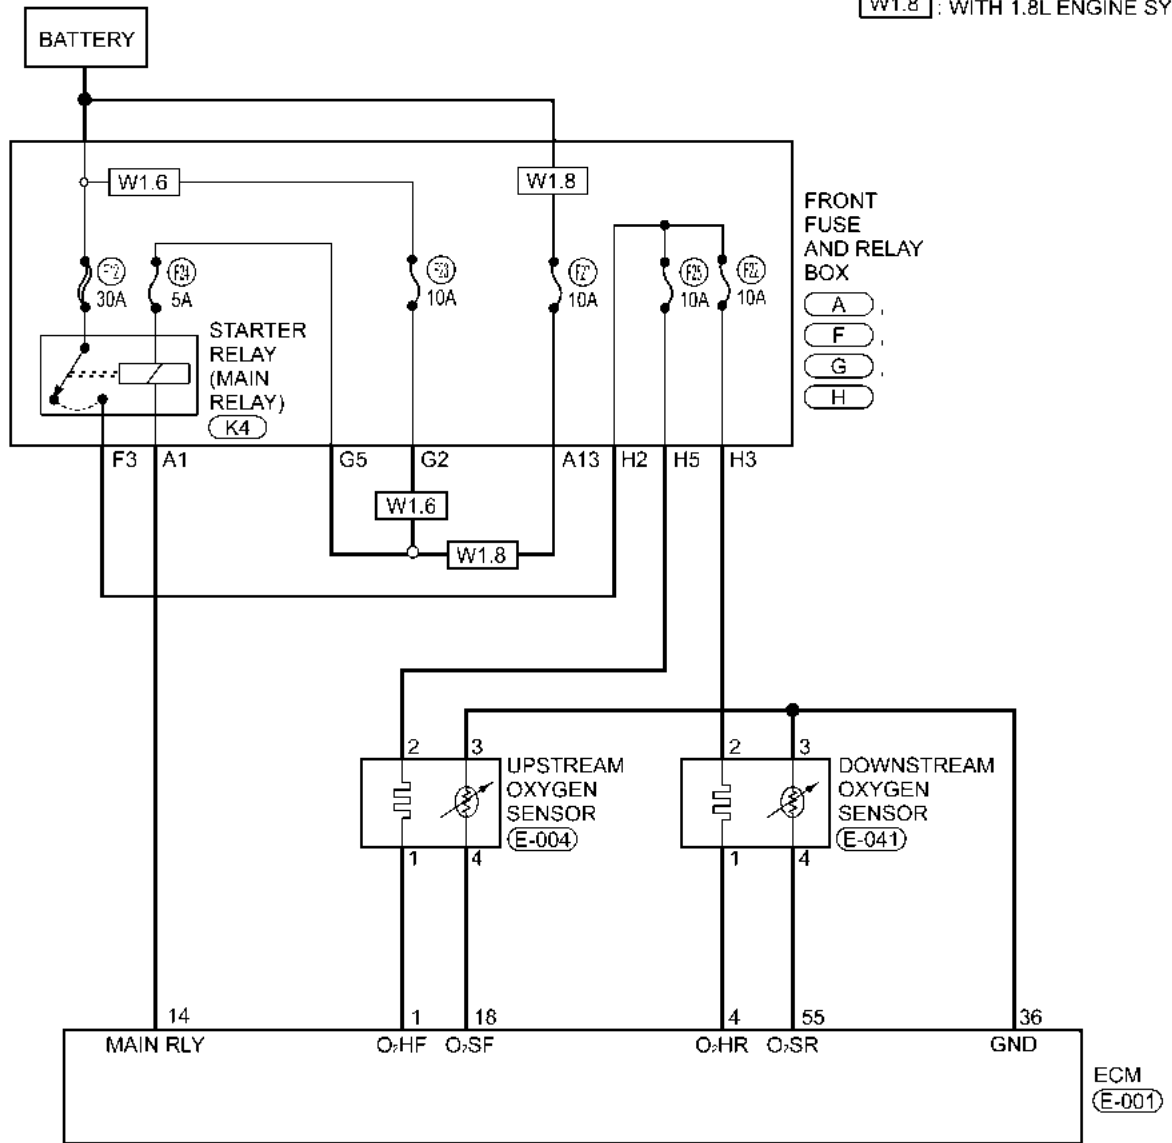 W1.8 : WITH 1.8L ENGINE SY
BATTERY
W1.6
W1.8
FRONT
FUSE
AND RELAY
BOX
A ,
F ,
G ,
H
30A
F24
5A
10A
10A
10A
10A
STARTER
RELAY
(MAIN
RELAY)
K4
F3 A1 G5 G2 A13 H2 H5 H3
W1.6
W1.8
2 3
UPSTREAM
OXYGEN
SENSOR
E-004
1 4
2 3
DOWNSTREAM
OXYGEN
SENSOR
E-041
1 4
14 1 18 4 55 36
MAIN RLY O₂HF O₂SF O₂HR O₂SR GND
ECM
E-001